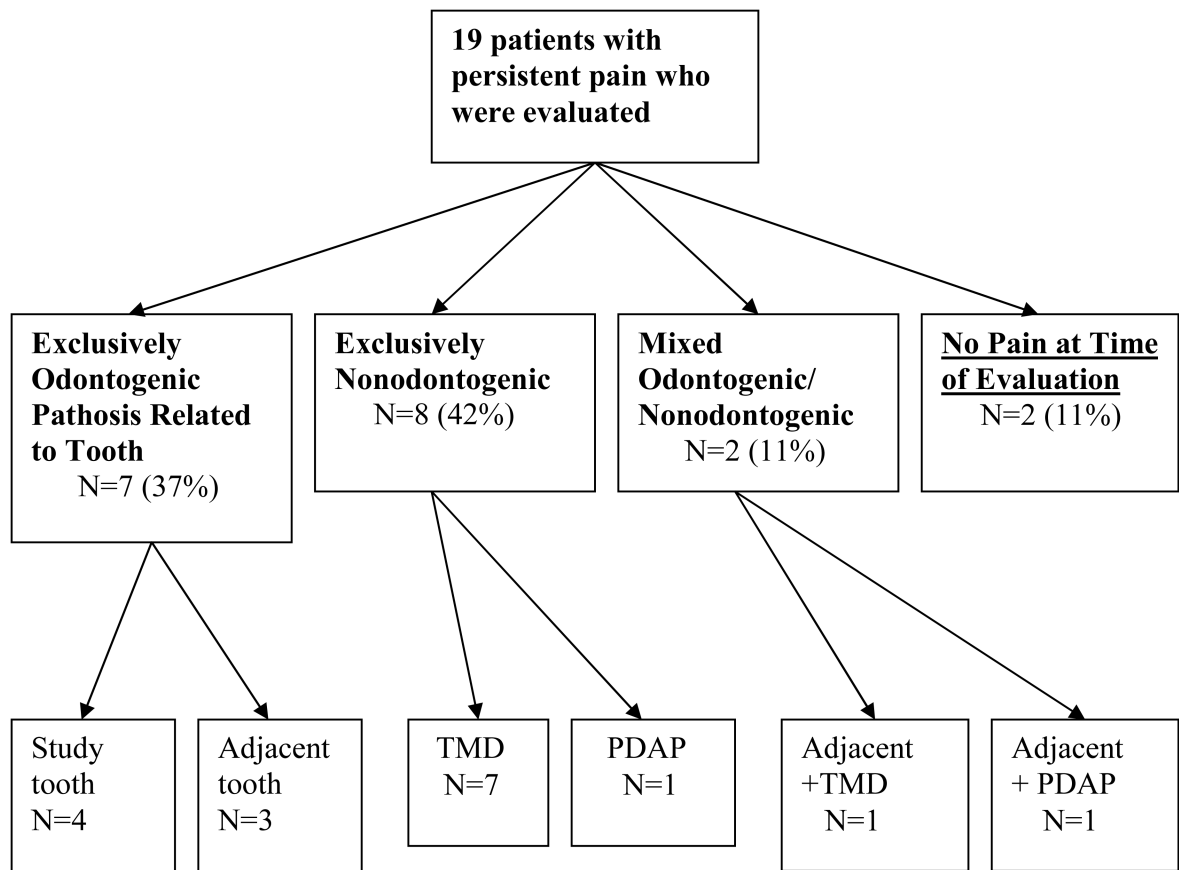 19 patients with
persistent pain who
were evaluated
Exclusively
Odontogenic
Pathosis Related
to Tooth
N=7 (37%)
Exclusively
Nonodontogenic
N=8 (42%)
Mixed
Odontogenic/
Nonodontogenic
N=2 (11%)
No Pain at Time
of Evaluation
N=2 (11%)
Study
tooth
N=4
Adjacent
tooth
N=3
TMD
N=7
PDAP
N=1
Adjacent
+TMD
N=1
Adjacent
+ PDAP
N=1